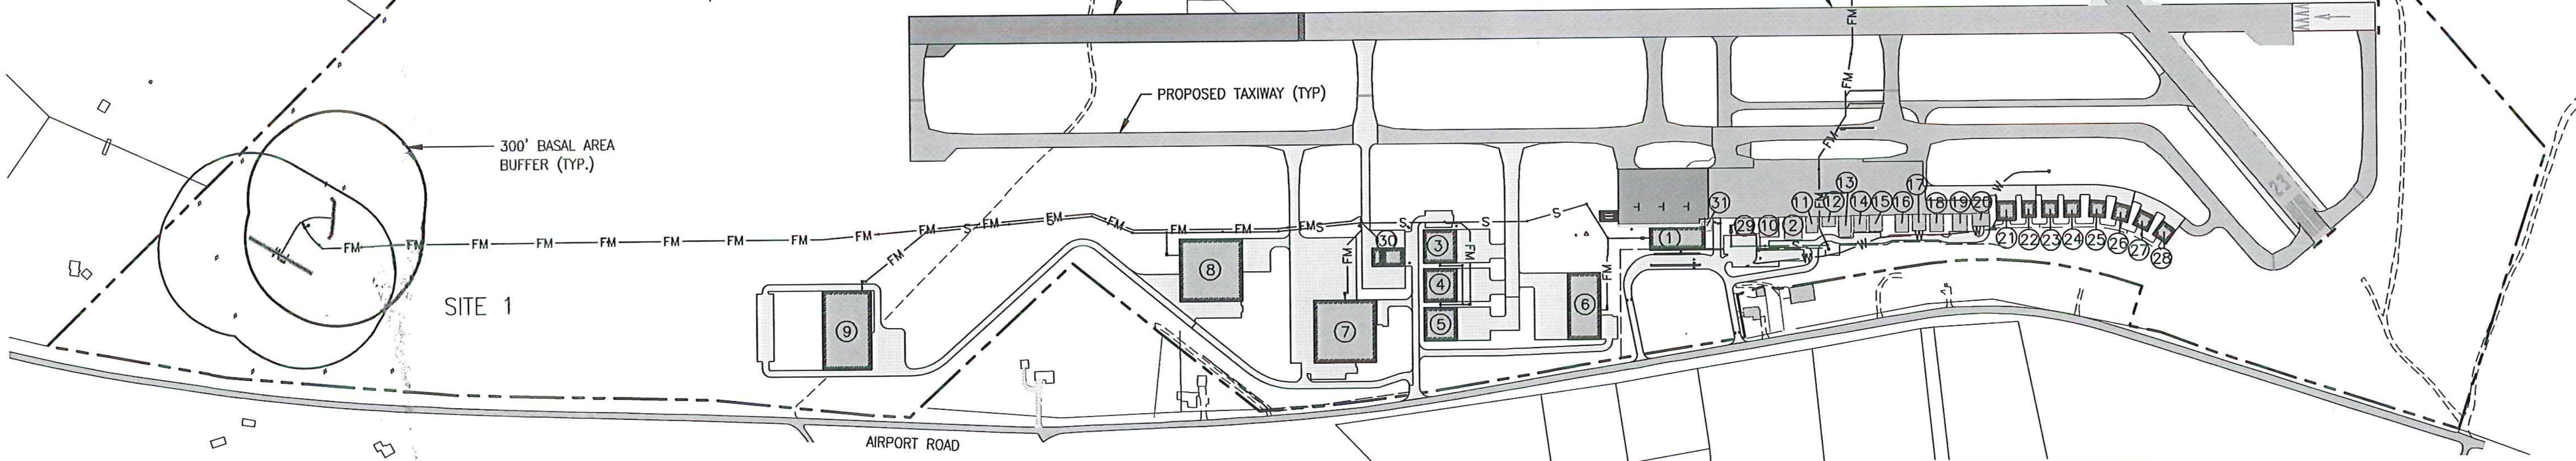 FM
FM
PROPOSED TAXIWAY (TYP)
FM
300' BASAL AREA
BUFFER (TYP.)
23
W
13
17
11
12
14
15
16
18
19
20
31
29
10
2
1
21
22
23
24
25
26
27
28
W
S
W
FM
FM
FM
FM
FM
FM
FM
FM
FM
FM
S
FM
FM
FM
FM
FM
FM
FM
S
S
S
S
30
3
FM
FM
FM
FM
8
4
SITE 1
9
7
5
6
AIRPORT ROAD